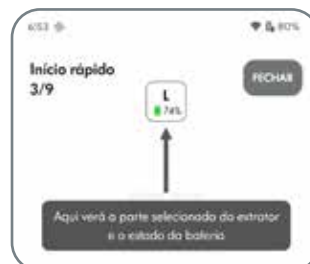 6:53
80%
Início rápido
3/9
FECHAR
L
74%
Aqui verá a parte selecionada do extrator
e o estado da bateria